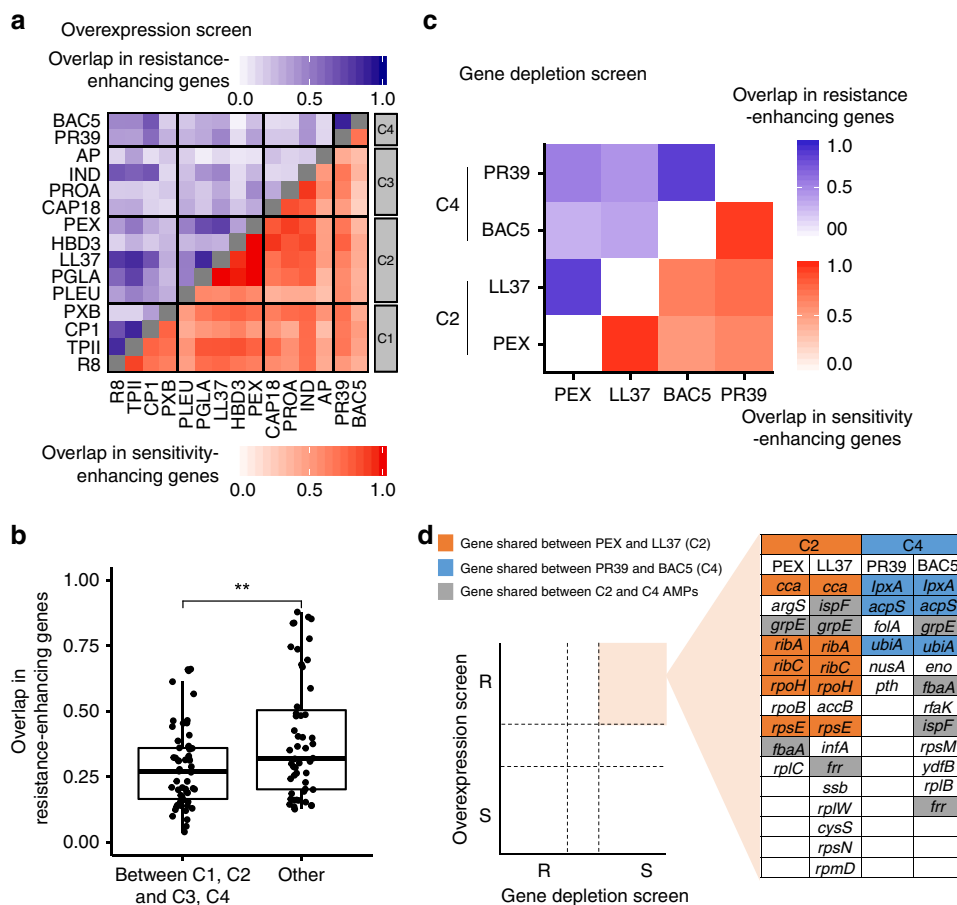 a
Overexpression screen
Overlap in resistance-
enhancing genes
0.0 0.5 1.0
BAC5
PR39
AP
IND
PROA
CAP18
PEX
HBD3
LL37
PGLA
PLEU
PXB
CP1
TPII
R8
C4
C3
C2
C1
R8
TPII
CP1
PXB
PLEU
PGLA
LL37
HBD3
PEX
CAP18
PROA
IND
AP
PR39
BAC5
Overlap in sensitivity-
enhancing genes
0.0 0.5 1.0
b
Overlap in
resistance-enhancing genes
1.00
0.75
0.50
0.25
0.00
**
Between C1, C2
and C3, C4
Other
c
Gene depletion screen
Overlap in resistance
-enhancing genes
1.0
0.5
0.0
1.0
0.5
0.0
C4
C2
PR39
BAC5
LL37
PEX
PEX LL37 BAC5 PR39
Overlap in sensitivity
-enhancing genes
d
Gene shared between PEX and LL37 (C2)
Gene shared between PR39 and BAC5 (C4)
Gene shared between C2 and C4 AMPs
Overexpression screen
R
S
R S
Gene depletion screen
C2 C4
PEX LL37 PR39 BAC5
cca cca lpxA lpxA
argS ispF acpS acpS
grpE grpE folA grpE
ribA ribA ubiA ubiA
ribC ribC nusA eno
rpoH rpoH pth fbaA
rpoB accB rfaK
rpsE rpsE ispF
fbaA infA rpsM
rplC frr ydfB
ssb rplB
rplW frr
cysS
rpsN
rpmD